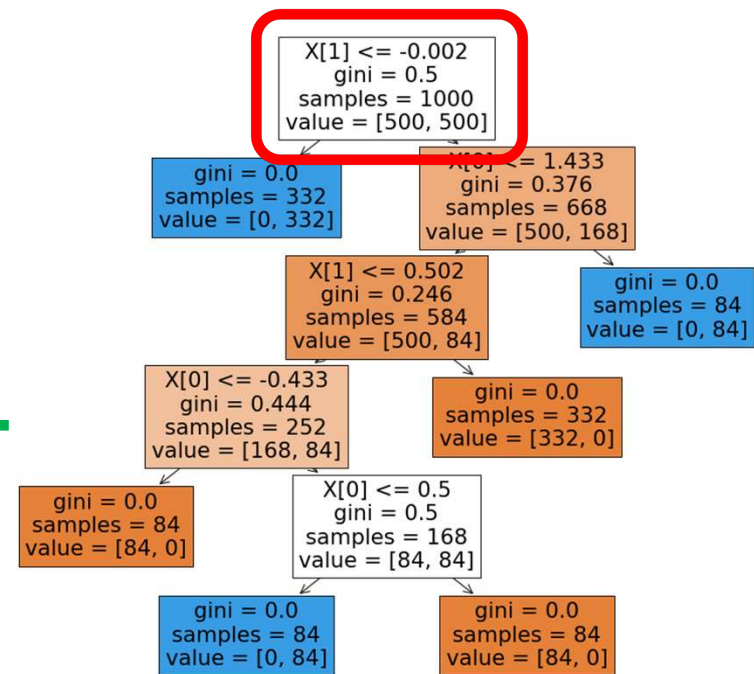 X[1] <= -0.002
gini = 0.5
samples = 1000
value = [500, 500]
gini = 0.0
samples = 332
value = [0, 332]
X[0] <= 1.433
gini = 0.376
samples = 668
value = [500, 168]
X[1] <= 0.502
gini = 0.246
samples = 584
value = [500, 84]
gini = 0.0
samples = 84
value = [0, 84]
X[0] <= -0.433
gini = 0.444
samples = 252
value = [168, 84]
gini = 0.0
samples = 332
value = [332, 0]
gini = 0.0
samples = 84
value = [84, 0]
X[0] <= 0.5
gini = 0.5
samples = 168
value = [84, 84]
gini = 0.0
samples = 84
value = [0, 84]
gini = 0.0
samples = 84
value = [84, 0]